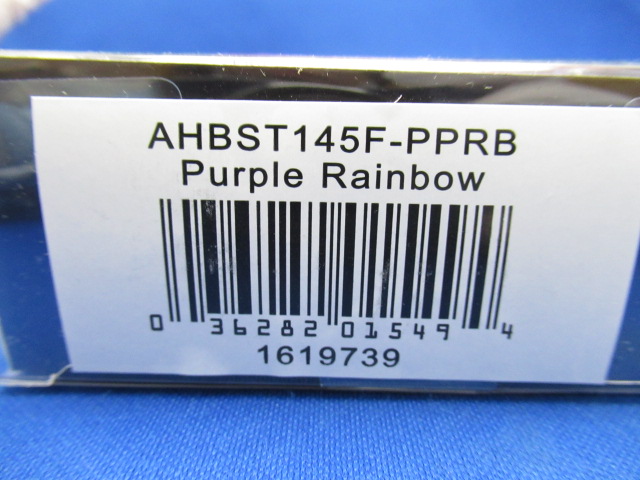 AHBST145F-PPRB
Purple Rainbow
0 36282 01549 4
1619739